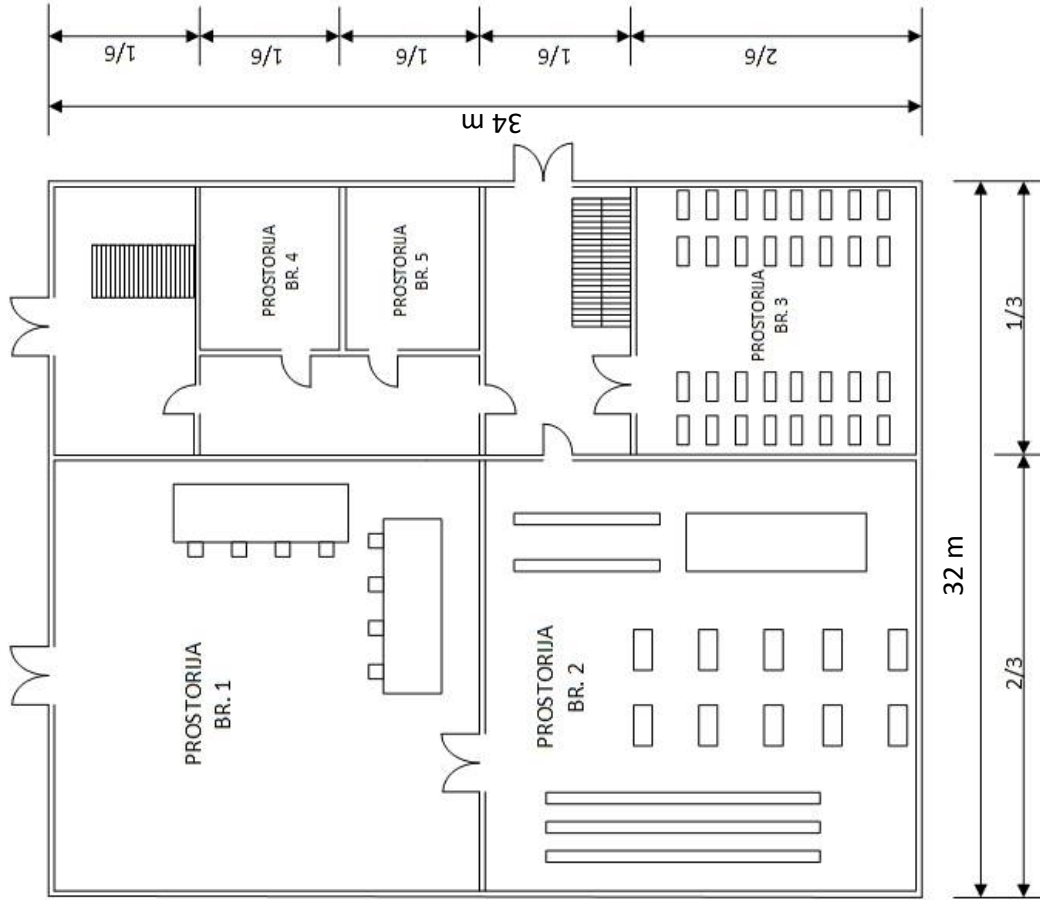 1/6
1/6
1/6
1/6
2/6
34 m
PROSTORIJA
BR. 4
PROSTORIJA
BR. 5
PROSTORIJA
BR. 3
PROSTORIJA
BR. 1
PROSTORIJA
BR. 2
1/3
2/3
32 m